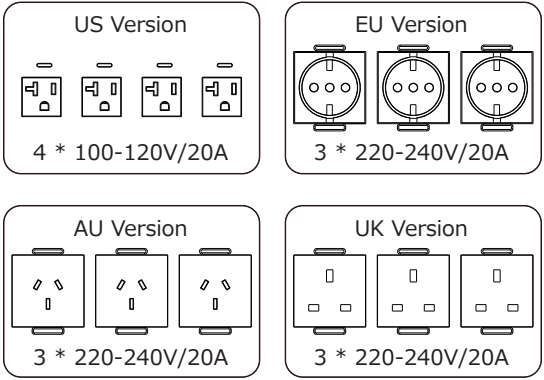 US Version
4 * 100-120V/20A
EU Version
3 * 220-240V/20A
AU Version
3 * 220-240V/20A
UK Version
3 * 220-240V/20A